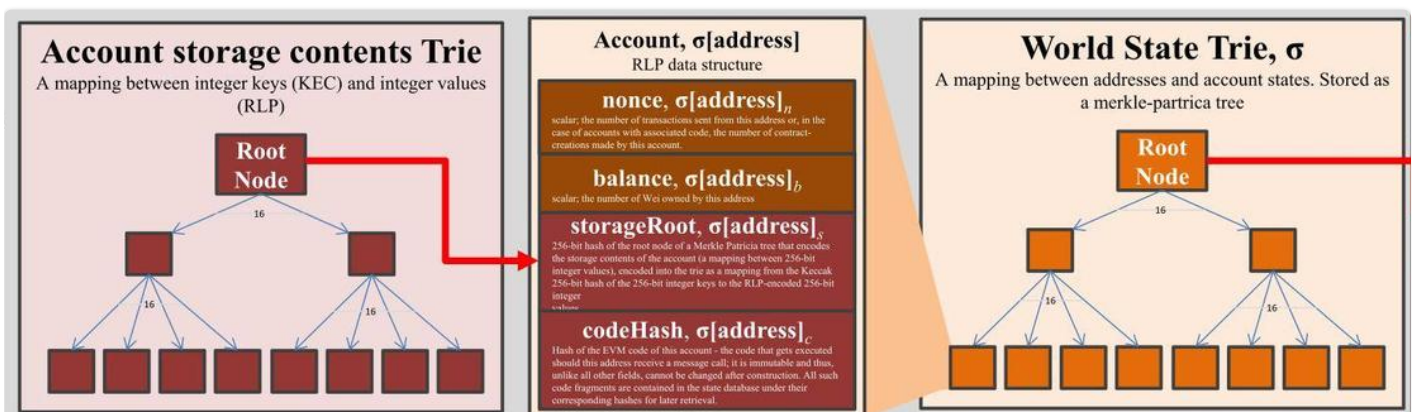 Account storage contents Trie
A mapping between integer keys (KEC) and integer values
(RLP)
Root
Node
16
16
16
Account, σ[address]
RLP data structure
nonce, σ[address]n
scalar; the number of transactions sent from this address or, in the
case of accounts with associated code, the number of contract-
creations made by this account.
balance, σ[address]b
scalar; the number of Wei owned by this address
storageRoot, σ[address]s
256-bit hash of the root node of a Merkle Patricia tree that encodes
the storage contents of the account (a mapping between 256-bit
integer values), encoded into the trie as a mapping from the Keccak
256-bit hash of the 256-bit integer keys to the RLP-encoded 256-bit
integer
values
codeHash, σ[address]c
Hash of the EVM code of this account - the code that gets executed
should this address receive a message call; it is immutable and thus,
unlike all other fields, cannot be changed after construction. All such
code fragments are contained in the state database under their
corresponding hashes for later retrieval.
World State Trie, σ
A mapping between addresses and account states. Stored as
a merkle-partrica tree
Root
Node
16
16
16